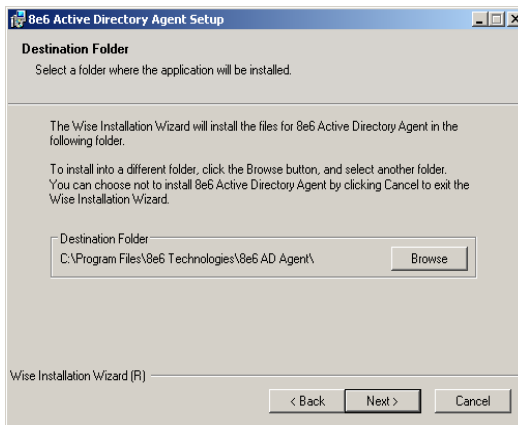 8e6 Active Directory Agent Setup
Destination Folder
Select a folder where the application will be installed.
The Wise Installation Wizard will install the files for 8e6 Active Directory Agent in the
following folder.
To install into a different folder, click the Browse button, and select another folder.
You can choose not to install 8e6 Active Directory Agent by clicking Cancel to exit the
Wise Installation Wizard.
Destination Folder
C:\Program Files\8e6 Technologies\8e6 AD Agent\
Browse
Wise Installation Wizard (R)
< Back
Next >
Cancel